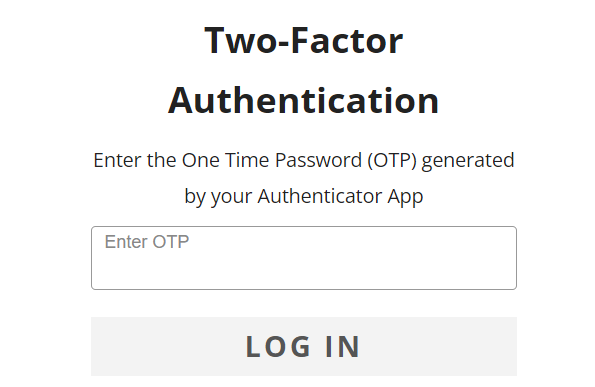 Two-Factor
Authentication
Enter the One Time Password (OTP) generated
by your Authenticator App
Enter OTP
LOG IN